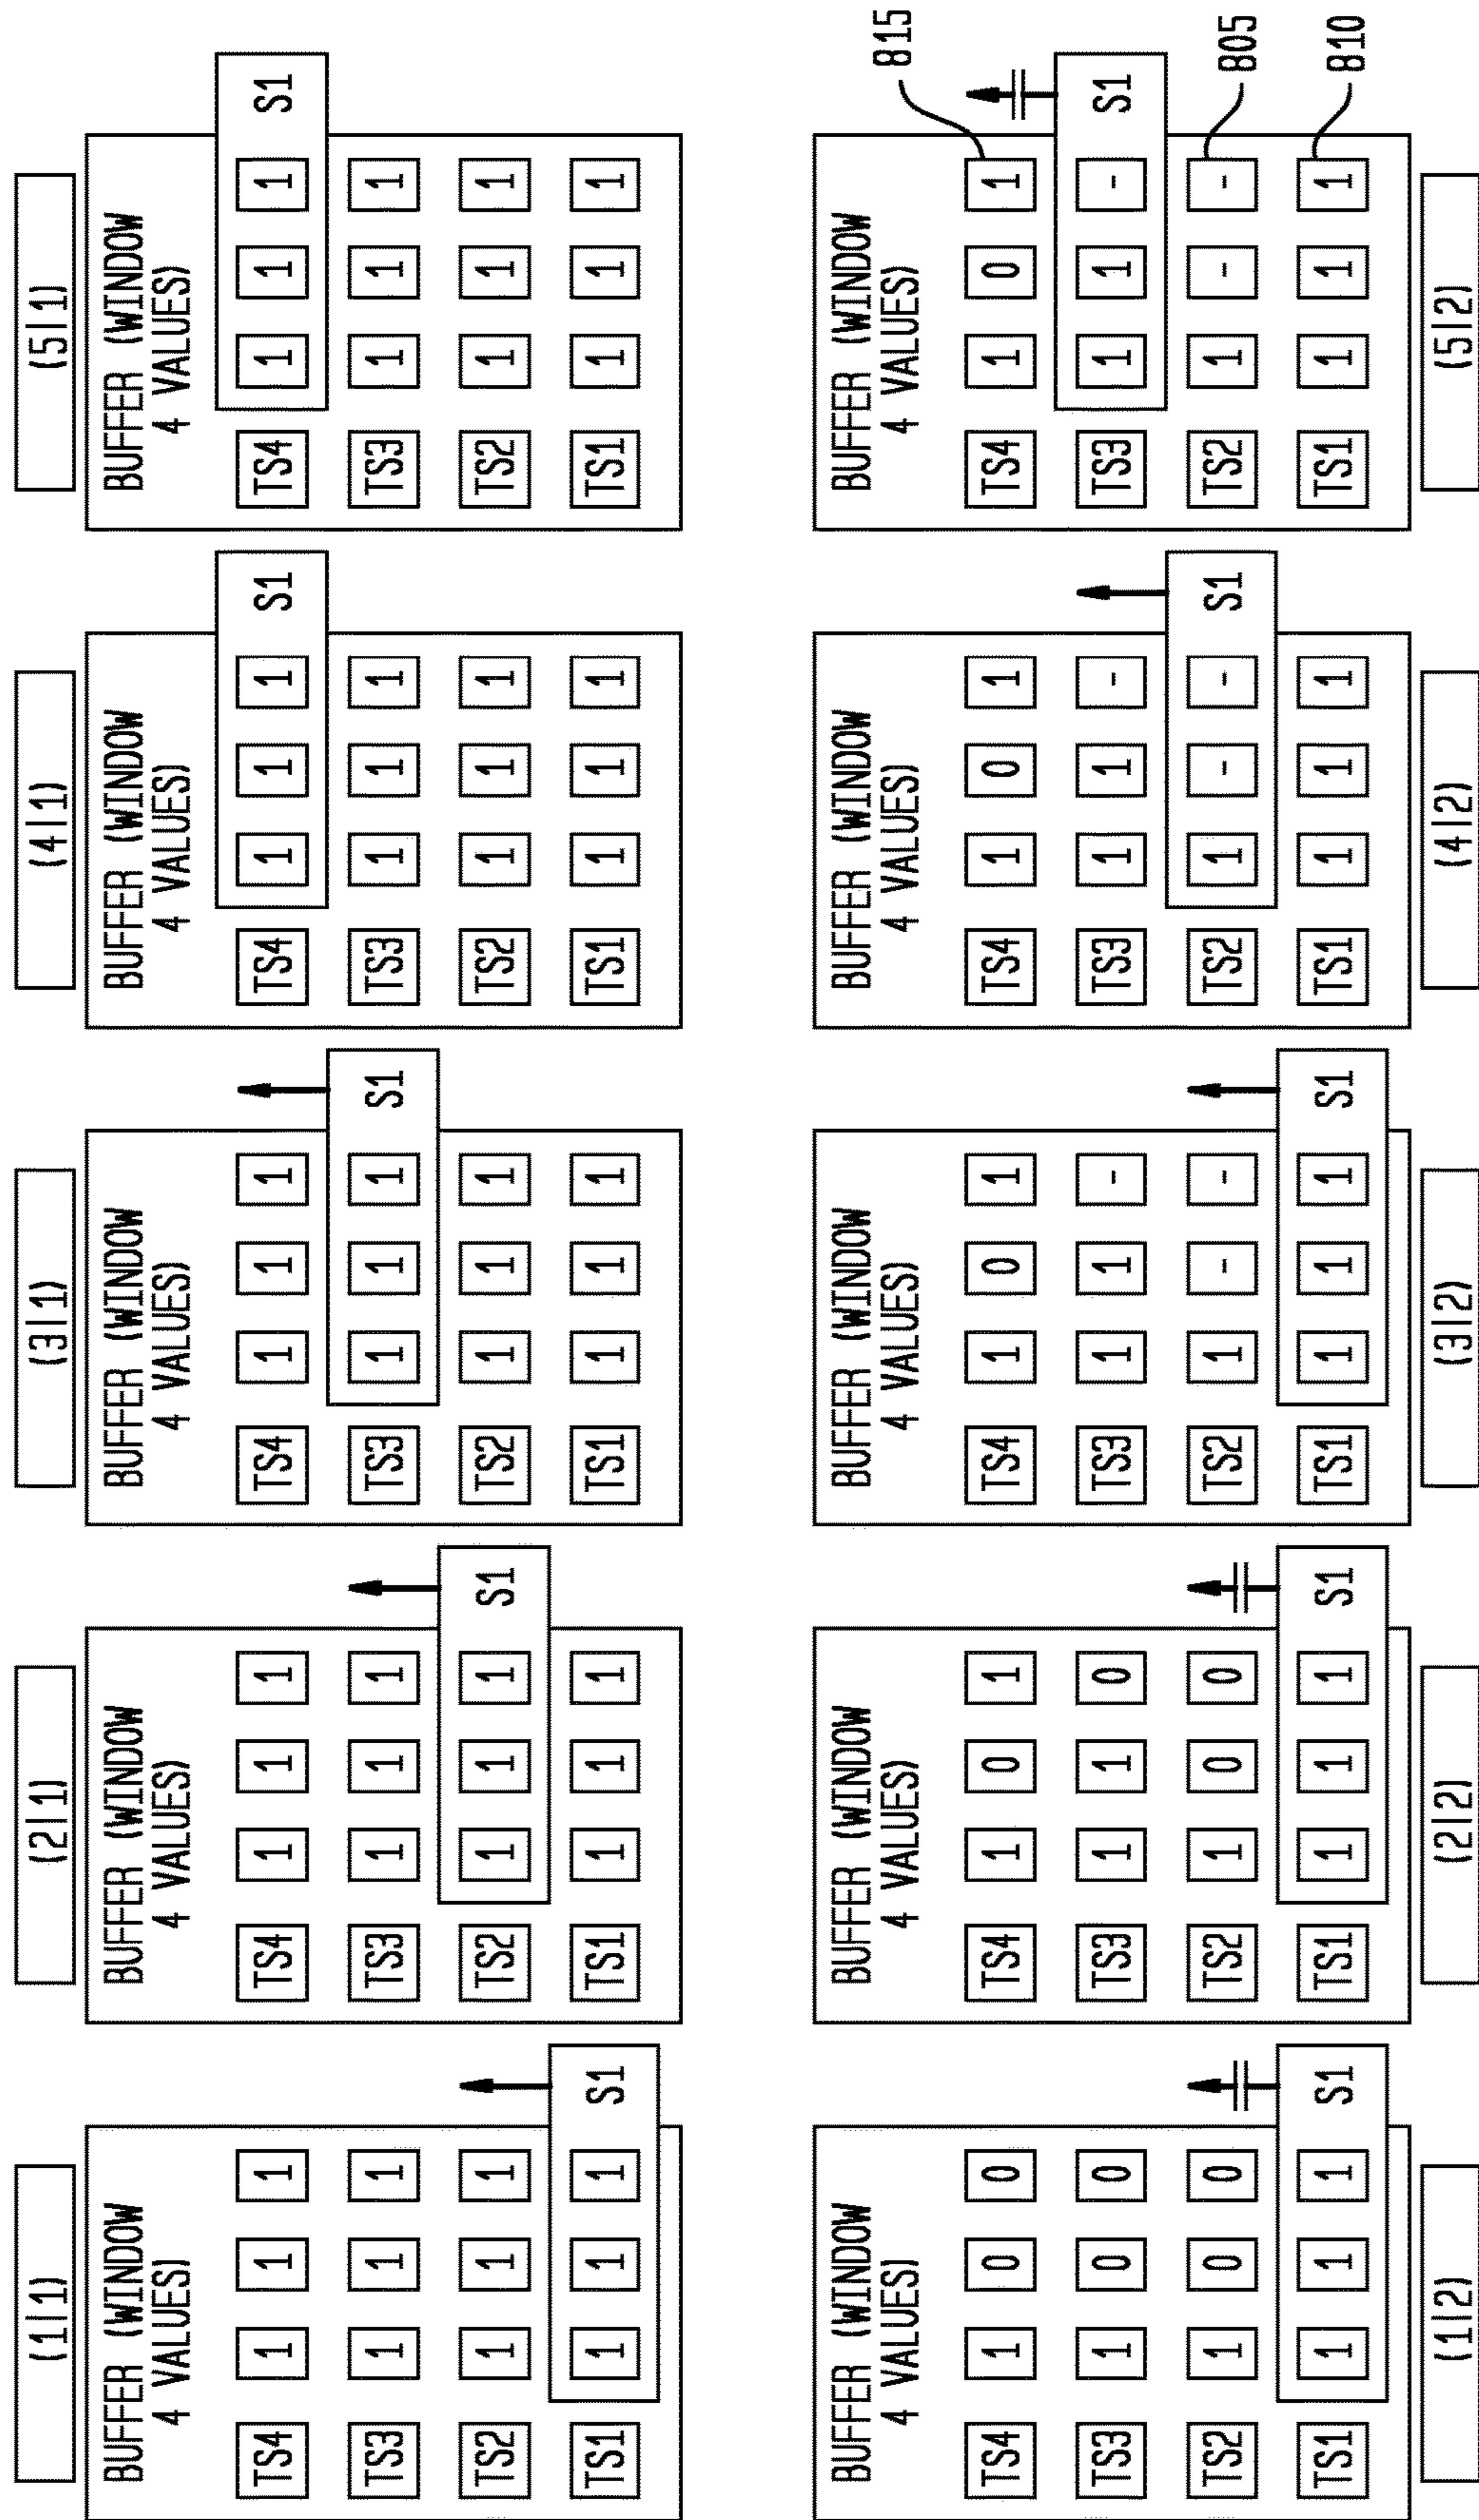 (1|1)
BUFFER (WINDOW
4 VALUES)
TS4 1 1 1
TS3 1 1 1
TS2 1 1 1
TS1 1 1 1 S1
(2|1)
BUFFER (WINDOW
4 VALUES)
TS4 1 1 1
TS3 1 1 1
TS2 1 1 1 S1
TS1 1 1 1
(3|1)
BUFFER (WINDOW
4 VALUES)
TS4 1 1 1
TS3 1 1 1 S1
TS2 1 1 1
TS1 1 1 1
(4|1)
BUFFER (WINDOW
4 VALUES)
TS4 1 1 1 S1
TS3 1 1 1
TS2 1 1 1
TS1 1 1 1
(5|1)
BUFFER (WINDOW
4 VALUES)
TS4 1 1 1 S1
TS3 1 1 1
TS2 1 1 1
TS1 1 1 1
BUFFER (WINDOW
4 VALUES)
TS4 1 0 0
TS3 1 0 0
TS2 1 0 0
TS1 1 1 1 S1
(1|2)
BUFFER (WINDOW
4 VALUES)
TS4 1 0 1
TS3 1 1 0
TS2 1 0 0
TS1 1 1 1 S1
(2|2)
BUFFER (WINDOW
4 VALUES)
TS4 1 0 1
TS3 1 1 -
TS2 1 - -
TS1 1 1 1 S1
(3|2)
BUFFER (WINDOW
4 VALUES)
TS4 1 0 1
TS3 1 1 -
TS2 1 - - S1
TS1 1 1 1
(4|2)
BUFFER (WINDOW
4 VALUES)
TS4 1 0 1 815
TS3 1 1 - S1
TS2 1 - - 805
TS1 1 1 1 810
(5|2)